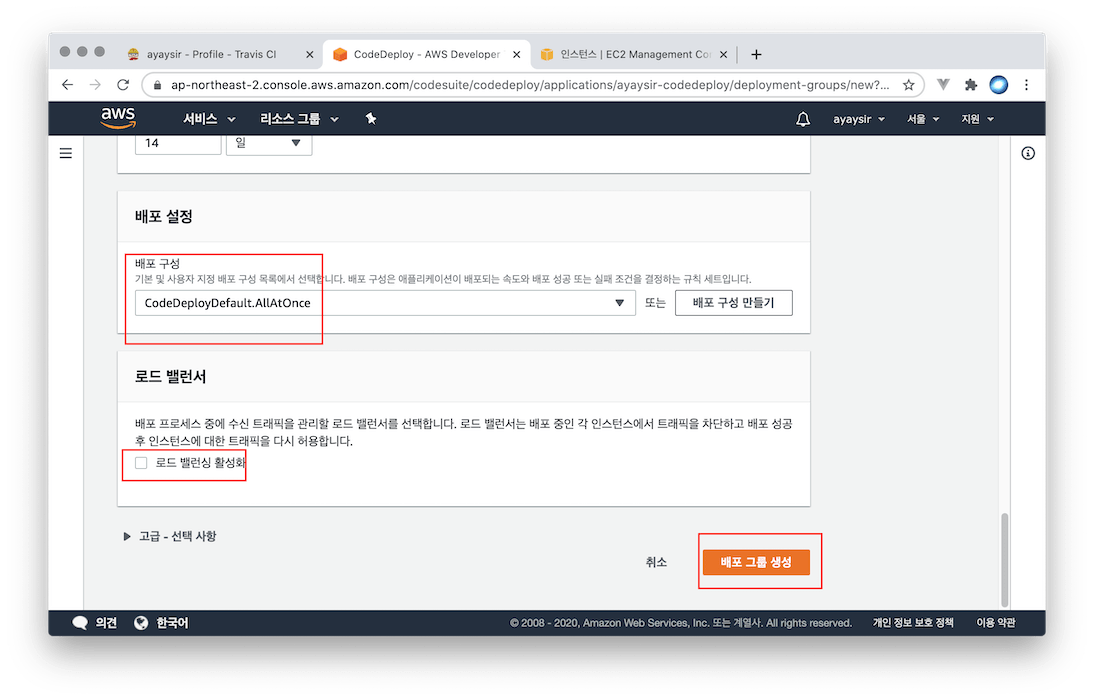 ayaysir - Profile - Travis CI
CodeDeploy - AWS Developer
인스턴스 | EC2 Management Co
ap-northeast-2.console.aws.amazon.com/codesuite/codedeploy/applications/ayaysir-codedeploy/deployment-groups/new?...
aws
서비스
리소스 그룹
ayaysir
서울
지원
14
일
배포 설정
배포 구성
기본 및 사용자 지정 배포 구성 목록에서 선택합니다. 배포 구성은 애플리케이션이 배포되는 속도와 배포 성공 또는 실패 조건을 결정하는 규칙 세트입니다.
CodeDeployDefault.AllAtOnce
또는
배포 구성 만들기
로드 밸런서
배포 프로세스 중에 수신 트래픽을 관리할 로드 밸런서를 선택합니다. 로드 밸런서는 배포 중인 각 인스턴스에서 트래픽을 차단하고 배포 성공
후 인스턴스에 대한 트래픽을 다시 허용합니다.
로드 밸런싱 활성화
고급 - 선택 사항
취소
배포 그룹 생성
의견
한국어
© 2008 - 2020, Amazon Web Services, Inc. 또는 계열사. All rights reserved.
개인 정보 보호 정책
이용 약관